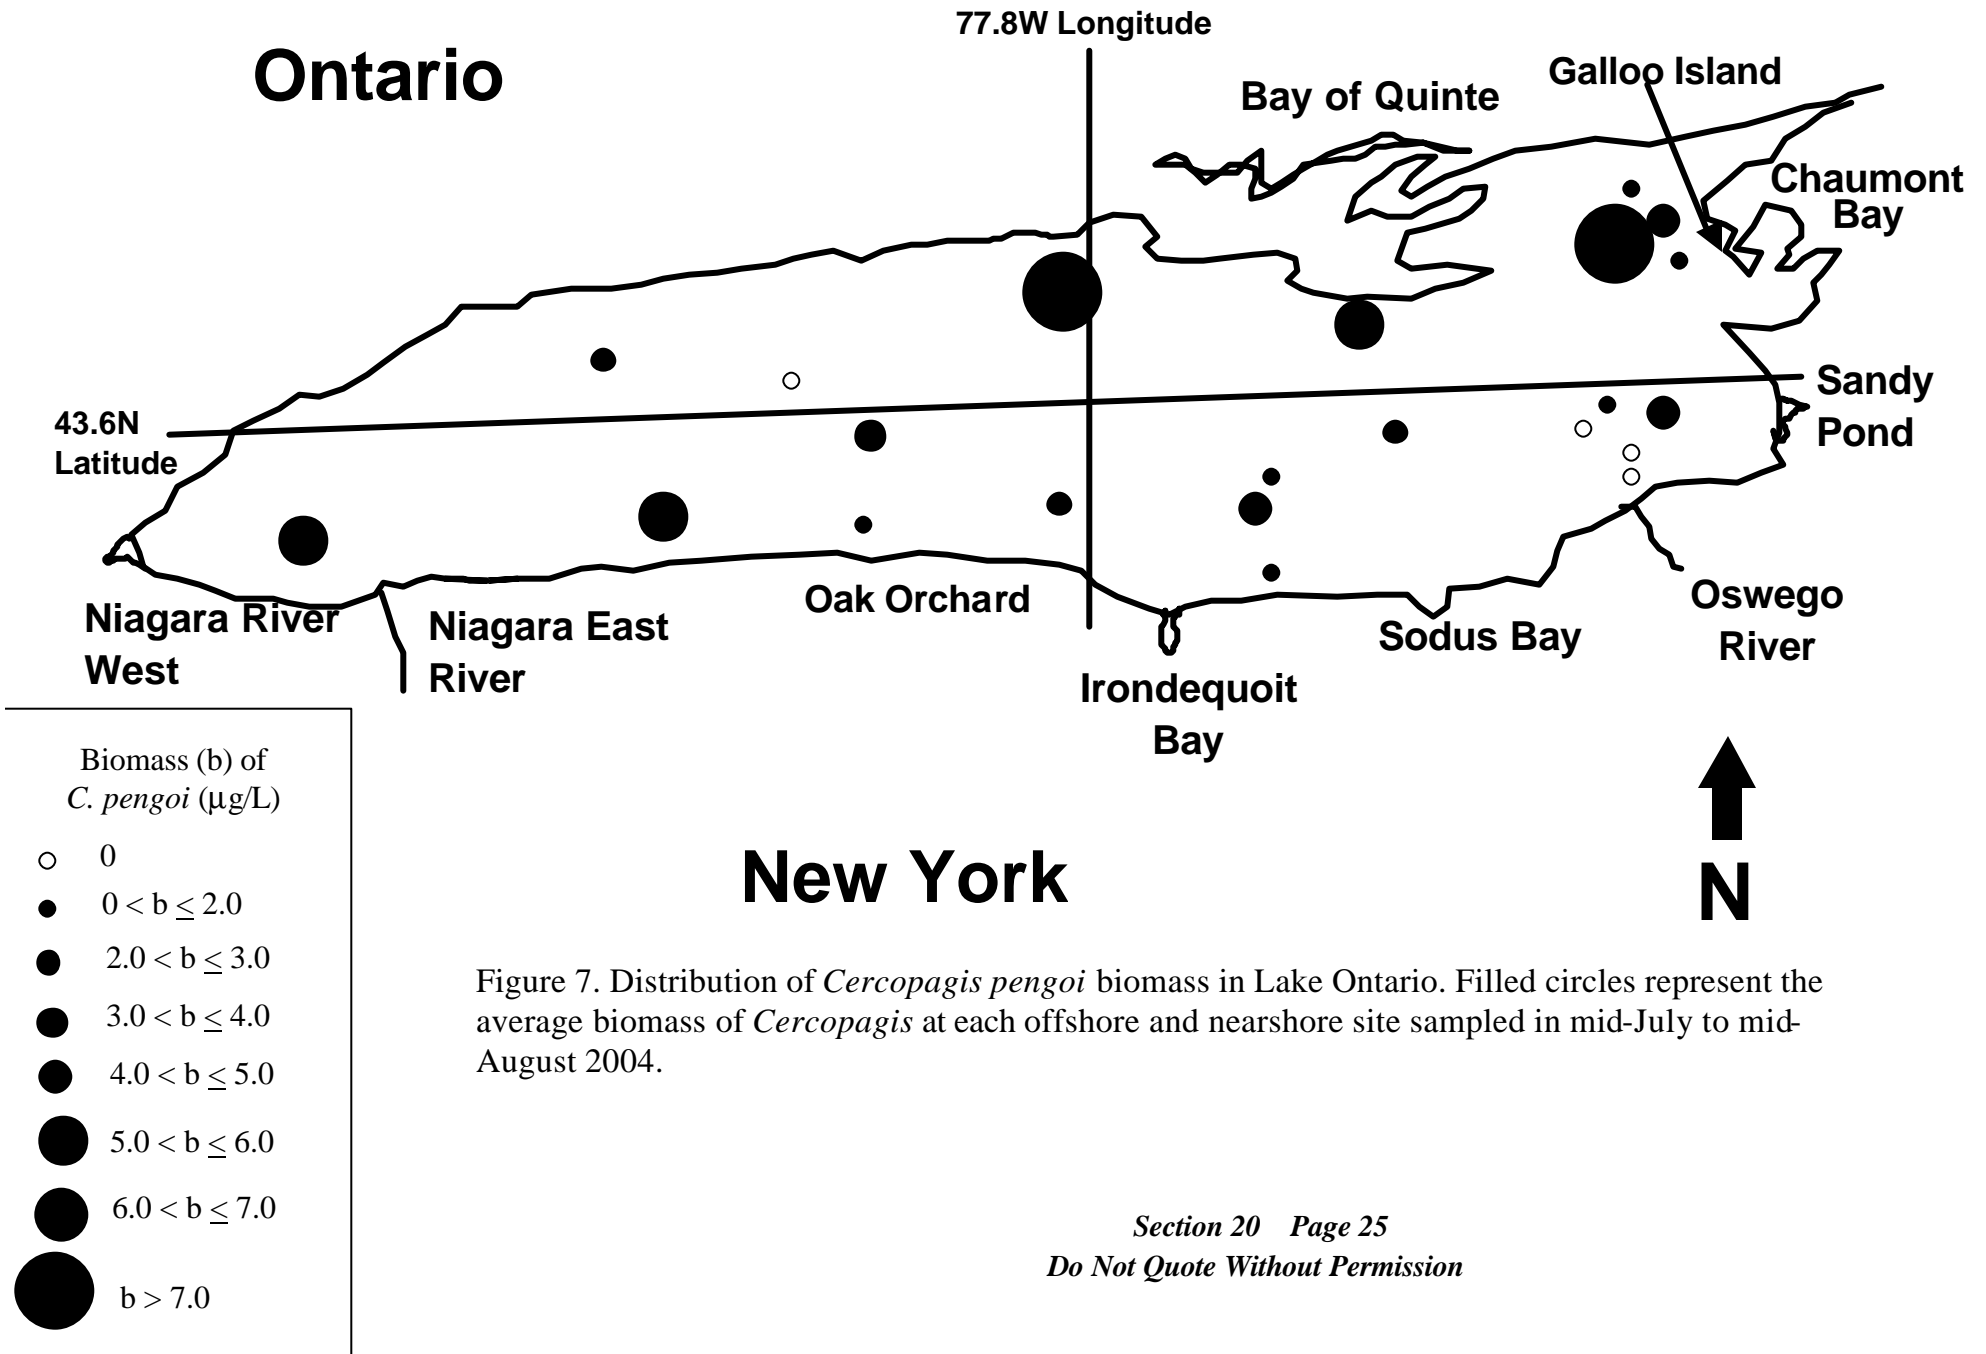 77.8W Longitude
Ontario
Galloo Island
Bay of Quinte
Chaumont
Bay
43.6N
Latitude
Sandy
Pond
Niagara River
West
Niagara East
River
Oak Orchard
Irondequoit
Bay
Sodus Bay
Oswego
River
Biomass (b) of
C. pengoi (μg/L)
0
0 < b ≤ 2.0
2.0 < b ≤ 3.0
3.0 < b ≤ 4.0
4.0 < b ≤ 5.0
5.0 < b ≤ 6.0
6.0 < b ≤ 7.0
b > 7.0
New York
N
Figure 7. Distribution of Cercopagis pengoi biomass in Lake Ontario. Filled circles represent the
average biomass of Cercopagis at each offshore and nearshore site sampled in mid-July to mid-
August 2004.
Section 20 Page 25
Do Not Quote Without Permission